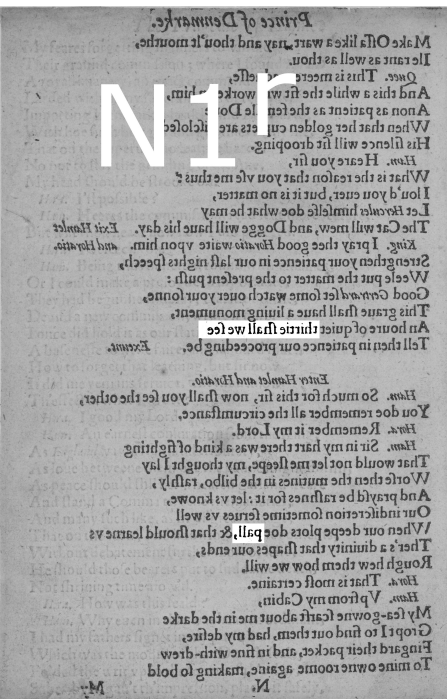 Prince of Denmarke.
Make Oſſa like a wart, nay and thou'lt mouthe,
Ile rant as well as thou.
Quee. This is
And this a while the fit will him,
Anon as patient as the female Doue
When that her golden cuplets are diſcloſed
His ſilence will ſit drooping.
Ham. Heare you ſir,
What is the reaſon that you vſe me thus?
I lou'd you euer, but it is no matter,
Let Hercules himſelfe doe what he may
The Cat will mew, and Dogge will haue his day. Exit Hamlet
King. I pray thee good Horatio waite vpon him. and Horatio.
Strengthen your patience in our laſt nights ſpeech,
Weele put the matter to the preſent puſh:
Good Gertrard ſet ſome watch ouer your ſonne,
This graue ſhall haue a liuing monument,
An houre of quiet thirtie ſhall we ſee
Tell then in patience our proceeding be. Exeunt.
Enter Hamlet and Horatio.
Ham. So much for this ſir, now ſhall you ſee the other,
You doe remember all the circumſtance.
Hora. Remember it my Lord.
Ham. Sir in my hart there was a kind of fighting
That would not let me ſleepe, my thought I lay
Worſe then the mutines in the bilbo, raſhly,
And prayſd be raſhnes for it: let vs knowe,
Our indiſcretion ſometime ſerues vs well
When our deepe plots doe pall, & that ſhould learne vs
Ther's a diuinity that ſhapes our ends,
Rough hew them how we will.
Hora. That is moſt certaine.
Ham. Vp from my Cabin,
My ſea-gowne ſcarft about me in the darke
Gropt I to find out them, had my deſire,
Fingard their packet, and in fine with-drew
To mine owne roome againe, making ſo bold
N. My
N1r